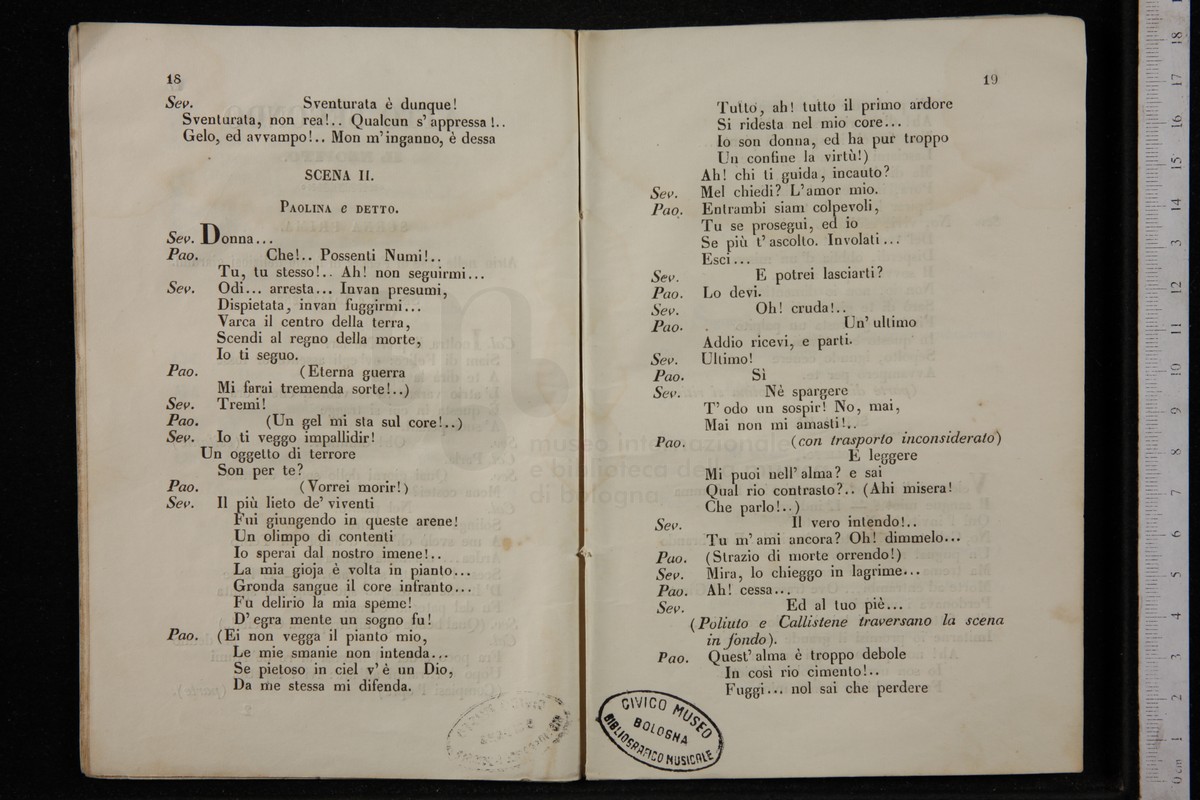 18
Sev. Sventurata è dunque!
Sventurata, non rea!.. Qualcun s' appressa!..
Gelo, ed avvampo!.. Mon m'inganno, è dessa
SCENA II.
PAOLINA e DETTO.
Sev. Donna...
Pao. Che!.. Possenti Numi!..
Tu, tu stesso!.. Ah! non seguirmi...
Sev. Odi... arresta... Invan presumi,
Dispietata, invan fuggirmi...
Varca il centro della terra,
Scendi al regno della morte,
Io ti seguo.
Pao. (Eterna guerra
Mi farai tremenda sorte!..)
Sev. Tremi!
Pao. (Un gel mi sta sul core!..)
Sev. Io ti veggo impallidir!
Un oggetto di terrore
Son per te?
Pao. (Vorrei morir!)
Sev. Il più lieto de' viventi
Fui giungendo in queste arene!
Un olimpo di contenti
Io sperai dal nostro imene!..
La mia gioja è volta in pianto...
Gronda sangue il core infranto...
Fu delirio la mia speme!
D' egra mente un sogno fu!
Pao. (Ei non vegga il pianto mio,
Le mie smanie non intenda...
Se pietoso in ciel v' è un Dio,
Da me stessa mi difenda.
19
Tutto, ah! tutto il primo ardore
Si ridesta nel mio core...
Io son donna, ed ha pur troppo
Un confine la virtù!)
Ah! chi ti guida, incauto?
Sev. Mel chiedi? L'amor mio.
Pao. Entrambi siam colpevoli,
Tu se prosegui, ed io
Se più t' ascolto. Involati...
Esci...
Sev. E potrei lasciarti?
Pao. Lo devi.
Sev. Oh! cruda!..
Pao. Un' ultimo
Addio ricevi, e parti.
Sev. Ultimo!
Pao. Sì
Sev. Nè spargere
T' odo un sospir! No, mai,
Mai non mi amasti!..
Pao. (con trasporto inconsiderato)
E leggere
Mi puoi nell' alma? e sai
Qual rio contrasto?.. (Ahi misera!
Che parlo!..)
Sev. Il vero intendo!..
Tu m' ami ancora? Oh! dimmelo...
Pao. (Strazio di morte orrendo!)
Sev. Mira, lo chieggo in lagrime...
Pao. Ah! cessa...
Sev. Ed al tuo piè...
(Poliuto e Callistene traversano la scena
in fondo).
Pao. Quest' alma è troppo debole
In così rio cimento!..
Fuggi... nol sai che perdere
CIVICO MUSEO
BOLOGNA
BIBLIOGRAFICO MUSICALE
museo internazionale
e biblioteca della
di bologna